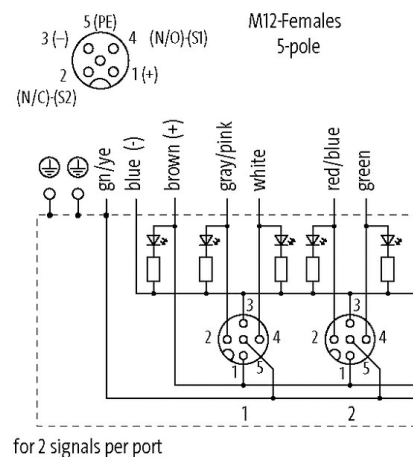 5 (PE)
3 (–)
4 (N/O)-(S1)
2
1 (+)
(N/C)-(S2)
M12-Females
5-pole
gn/ye
blue (-)
brown (+)
gray/pink
white
red/blue
green
3
3
2
4
2
4
1
5
1
5
1
2
for 2 signals per port